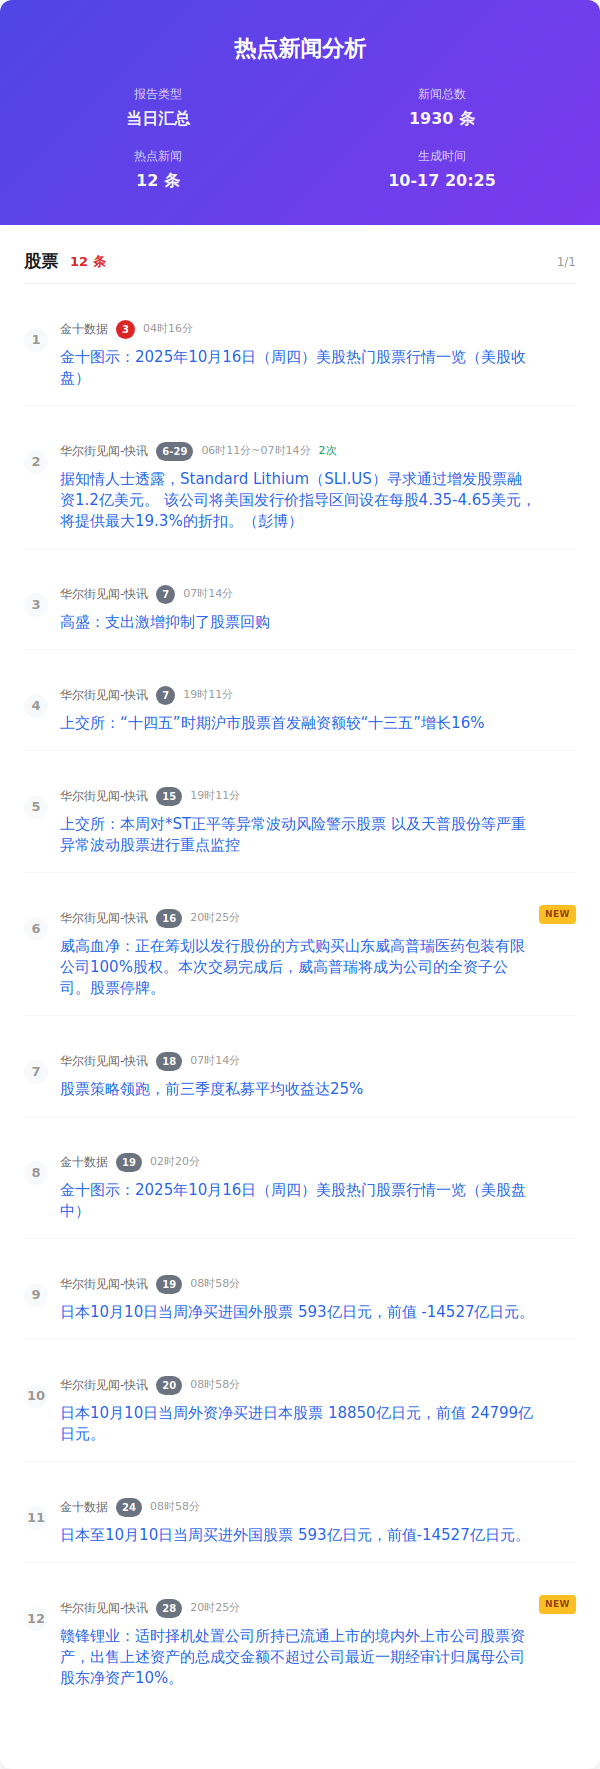 热点新闻分析
报告类型
当日汇总
新闻总数
1930 条
热点新闻
12 条
生成时间
10-17 20:25
股票 12 条 1/1
1 金十数据 3 04时16分
金十图示：2025年10月16日（周四）美股热门股票行情一览（美股收
盘）
2 华尔街见闻-快讯 6-29 06时11分~07时14分 2次
据知情人士透露，Standard Lithium（SLI.US）寻求通过增发股票融
资1.2亿美元。 该公司将美国发行价指导区间设在每股4.35-4.65美元，
将提供最大19.3%的折扣。（彭博）
3 华尔街见闻-快讯 7 07时14分
高盛：支出激增抑制了股票回购
4 华尔街见闻-快讯 7 19时11分
上交所：“十四五”时期沪市股票首发融资额较“十三五”增长16%
5 华尔街见闻-快讯 15 19时11分
上交所：本周对*ST正平等异常波动风险警示股票 以及天普股份等严重
异常波动股票进行重点监控
6 华尔街见闻-快讯 16 20时25分 NEW
威高血净：正在筹划以发行股份的方式购买山东威高普瑞医药包装有限
公司100%股权。本次交易完成后，威高普瑞将成为公司的全资子公
司。股票停牌。
7 华尔街见闻-快讯 18 07时14分
股票策略领跑，前三季度私募平均收益达25%
8 金十数据 19 02时20分
金十图示：2025年10月16日（周四）美股热门股票行情一览（美股盘
中）
9 华尔街见闻-快讯 19 08时58分
日本10月10日当周净买进国外股票 593亿日元，前值 -14527亿日元。
10 华尔街见闻-快讯 20 08时58分
日本10月10日当周外资净买进日本股票 18850亿日元，前值 24799亿
日元。
11 金十数据 24 08时58分
日本至10月10日当周买进外国股票 593亿日元，前值-14527亿日元。
12 华尔街见闻-快讯 28 20时25分 NEW
赣锋锂业：适时择机处置公司所持已流通上市的境内外上市公司股票资
产，出售上述资产的总成交金额不超过公司最近一期经审计归属母公司
股东净资产10%。